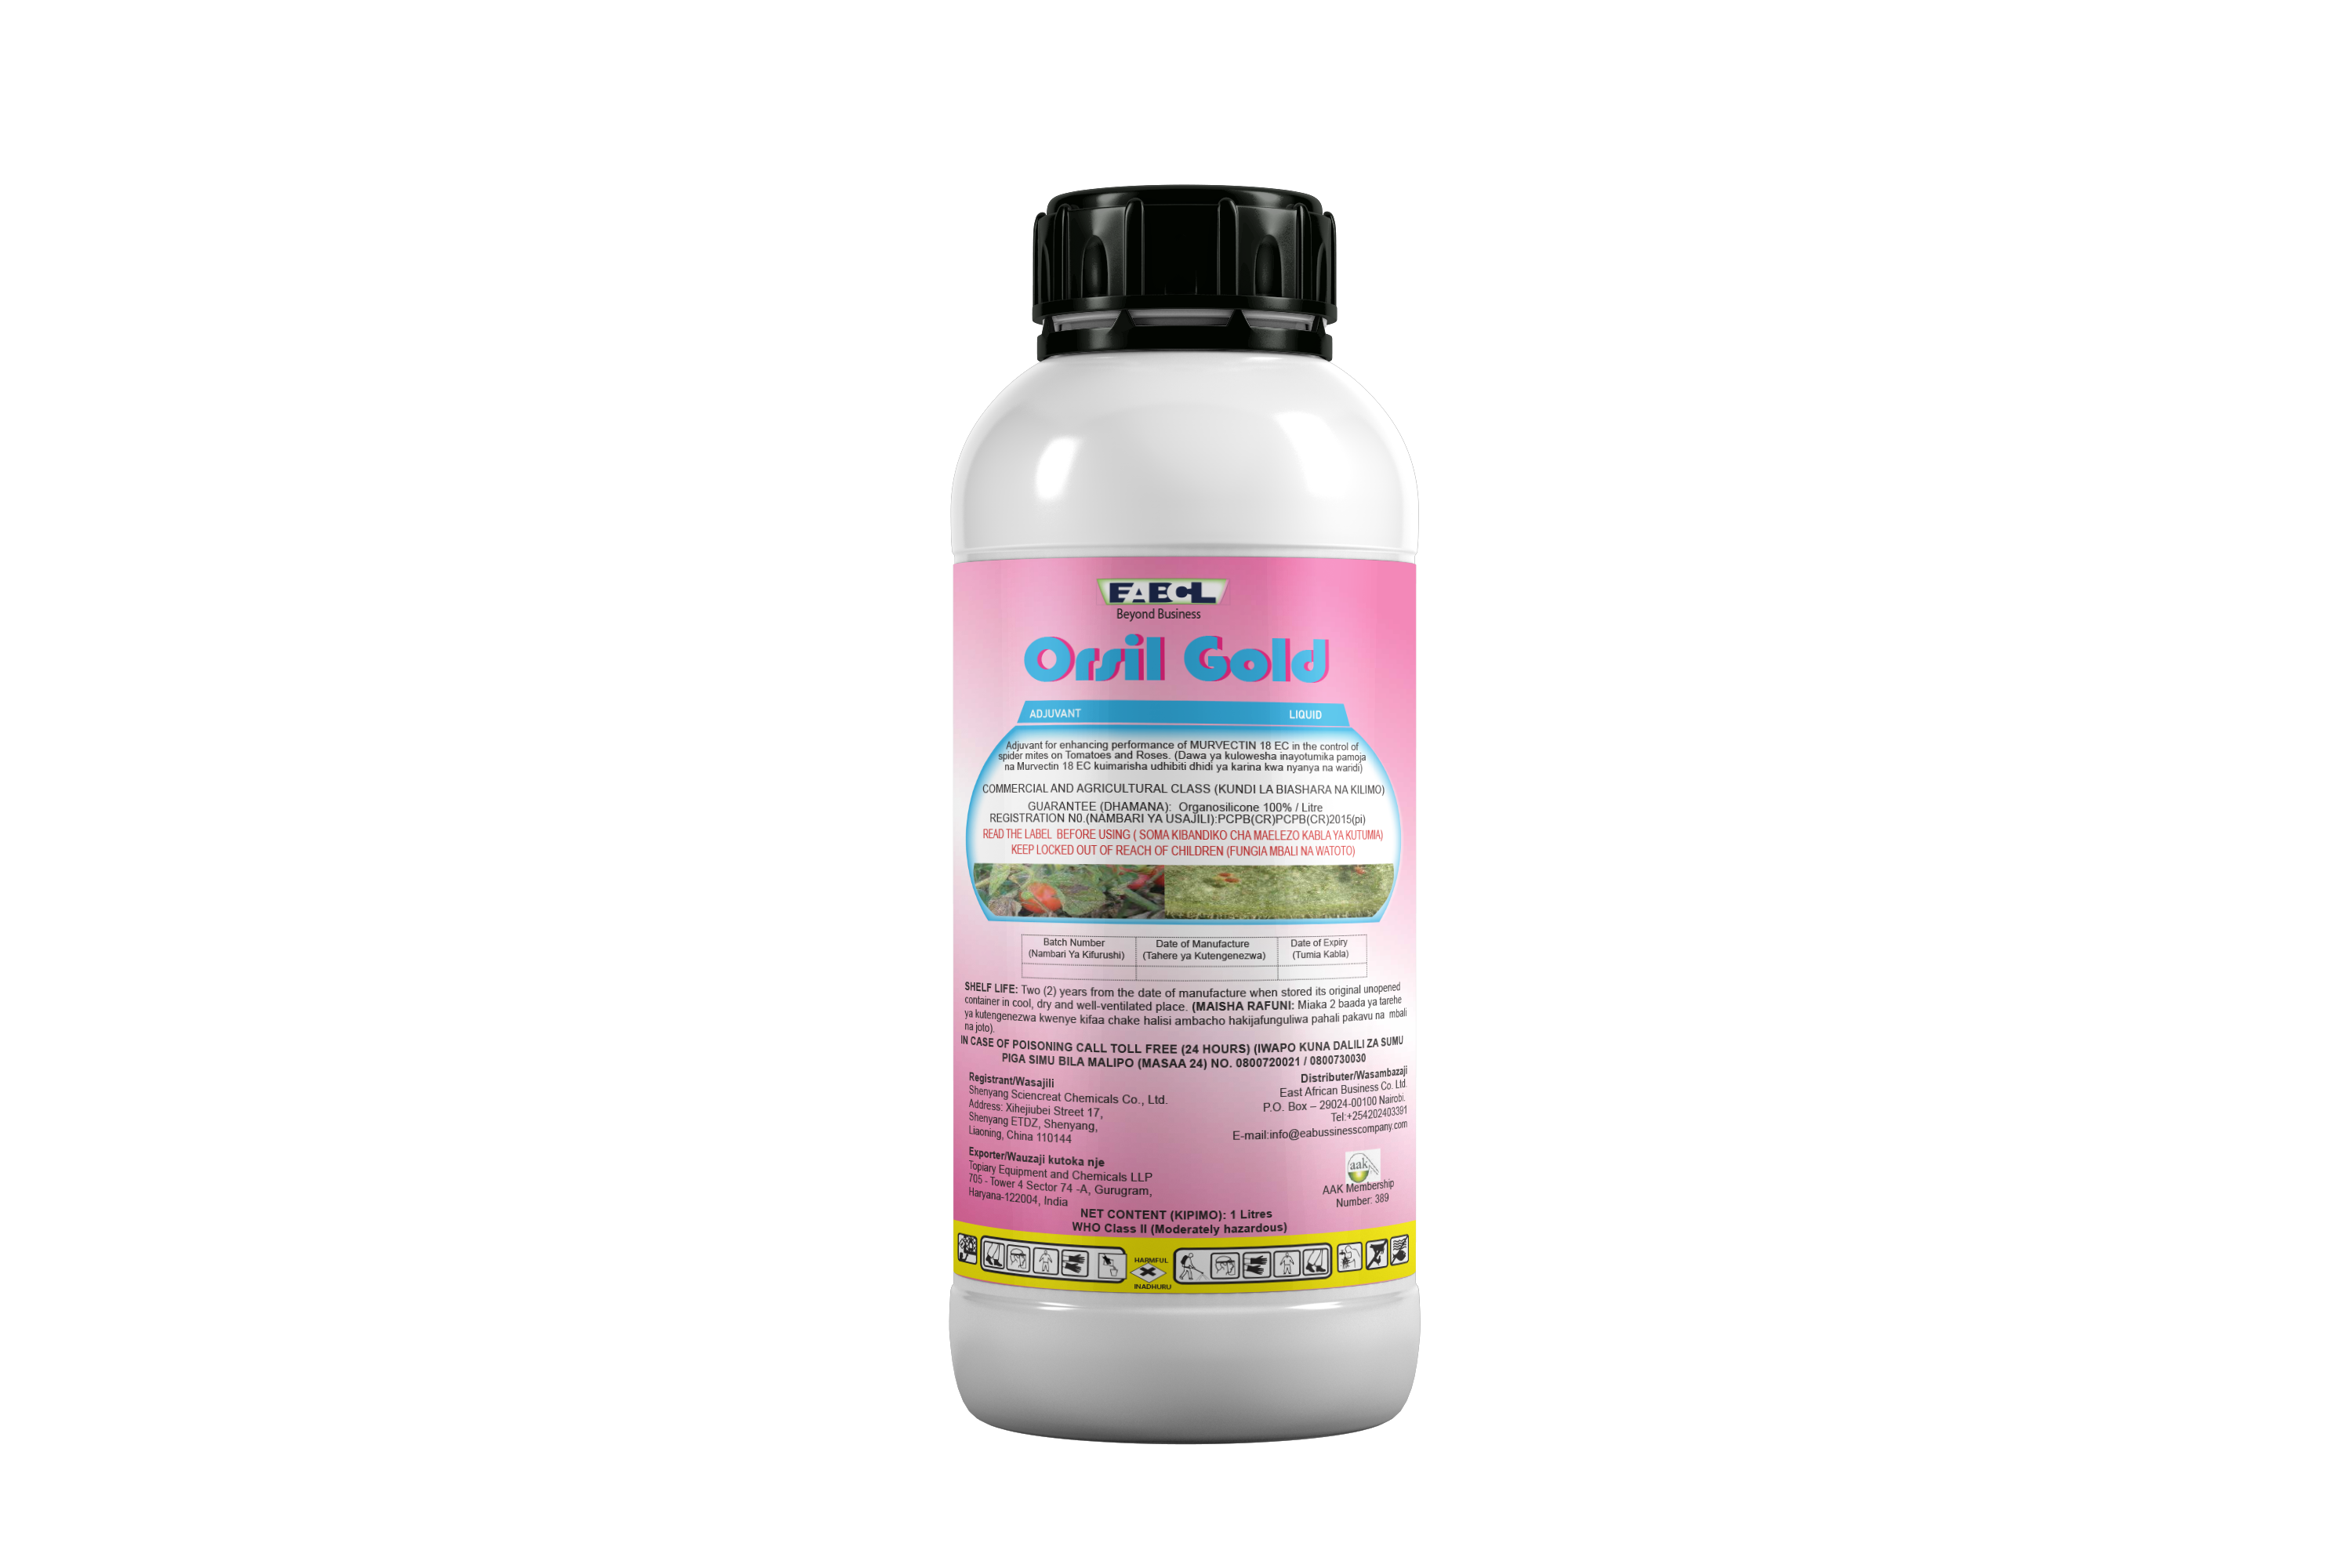 EABCL
Beyond Business
Orsil Gold
ADJUVANT LIQUID
Adjuvant for enhancing performance of MURVECTIN 18 EC in the control of
spider mites on Tomatoes and Roses. (Dawa ya kulowesha inayotumika pamoja
na Murvectin 18 EC kuimarisha udhibiti dhidi ya karina kwa nyanya na waridi)
COMMERCIAL AND AGRICULTURAL CLASS (KUNDI LA BIASHARA NA KILIMO)
GUARANTEE (DHAMANA): Organosilicone 100% / Litre
REGISTRATION N0.(NAMBARI YA USAJILI):PCPB(CR)PCPB(CR)2015(pi)
READ THE LABEL BEFORE USING ( SOMA KIBANDIKO CHA MAELEZO KABLA YA KUTUMIA)
KEEP LOCKED OUT OF REACH OF CHILDREN (FUNGIA MBALI NA WATOTO)
Batch Number Date of Manufacture Date of Expiry
(Nambari Ya Kifurushi) (Tahere ya Kutengenezwa) (Tumia Kabla)
SHELF LIFE: Two (2) years from the date of manufacture when stored its original unopened
container in cool, dry and well-ventilated place. (MAISHA RAFUNI: Miaka 2 baada ya tarehe
ya kutengenezwa kwenye kifaa chake halisi ambacho hakijafunguliwa pahali pakavu na mbali
na joto).
IN CASE OF POISONING CALL TOLL FREE (24 HOURS) (IWAPO KUNA DALILI ZA SUMU
PIGA SIMU BILA MALIPO (MASAA 24) NO. 0800720021 / 0800730030
Registrant/Wasajili
Shenyang Sciencreat Chemicals Co., Ltd.
Address: Xihejiubei Street 17,
Shenyang ETDZ, Shenyang,
Liaoning, China 110144
Distributer/Wasambazaji
East African Business Co. Ltd.
P.O. Box – 29024-00100 Nairobi.
Tel:+254202403391
E-mail:info@eabussinesscompany.com
Exporter/Wauzaji kutoka nje
Topiary Equipment and Chemicals LLP
705 - Tower 4 Sector 74 -A, Gurugram,
Haryana-122004, India
aak
AAK Membership
Number: 389
NET CONTENT (KIPIMO): 1 Litres
WHO Class II (Moderately hazardous)
HARMFUL
INADHURU